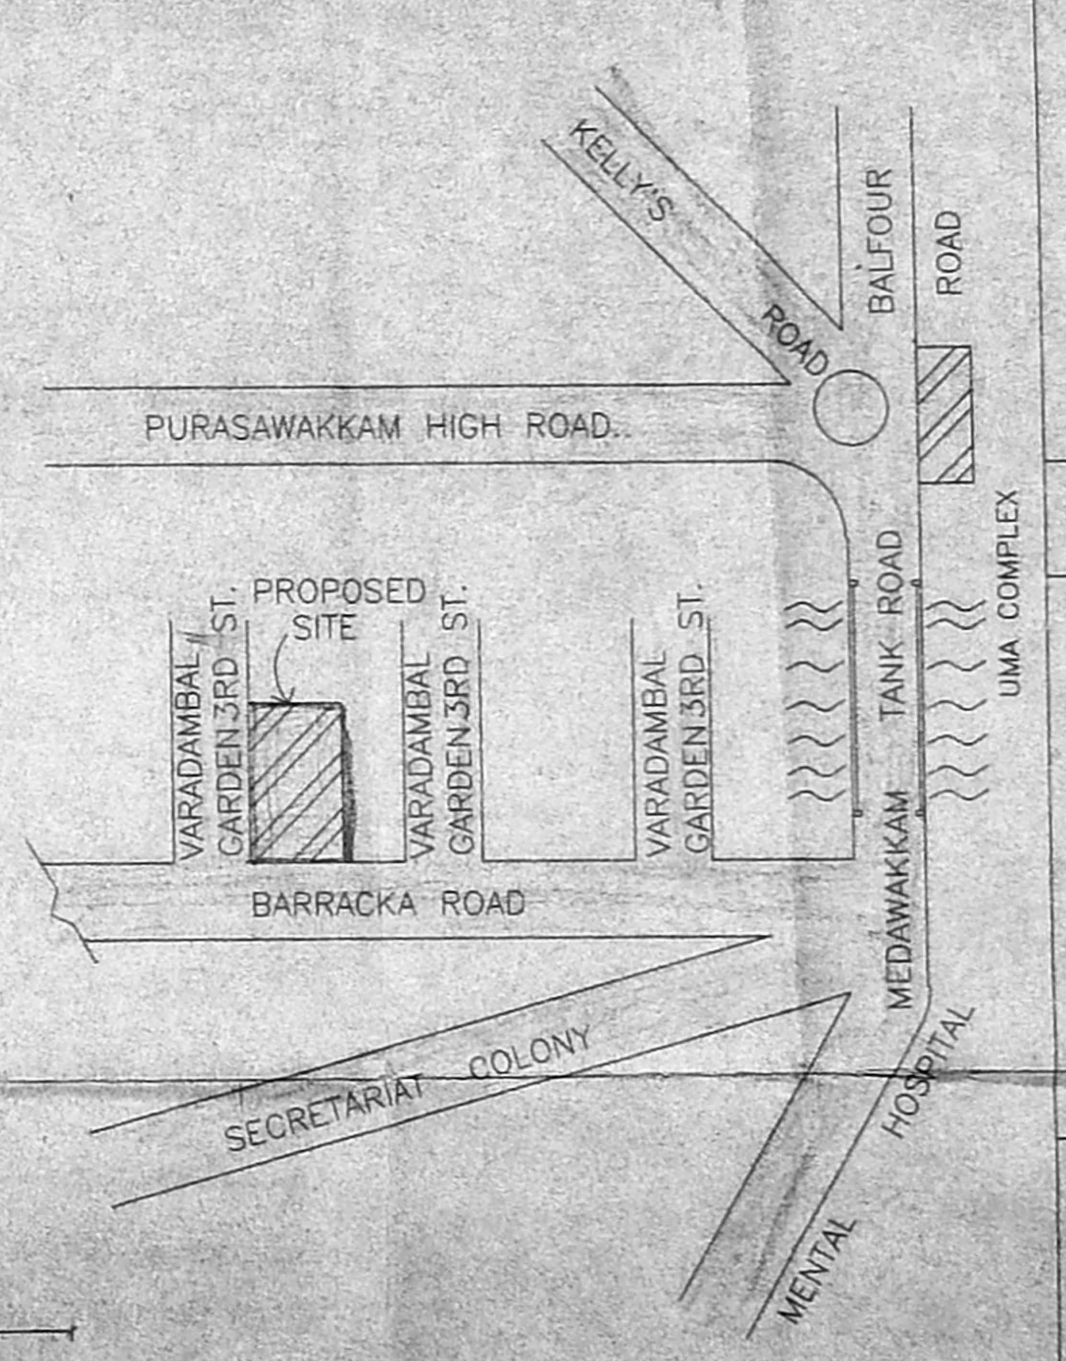 KELLY'S
ROAD
BALFOUR
ROAD
PURASAWAKKAM HIGH ROAD..
UMA COMPLEX
PROPOSED
SITE
VARADAMBAL
GARDEN 3RD ST.
VARADAMBAL
GARDEN 3RD ST.
VARADAMBAL
GARDEN 3RD ST.
MEDAWAKKAM TANK ROAD
BARRACKA ROAD
SECRETARIAT COLONY
MENTAL HOSPITAL